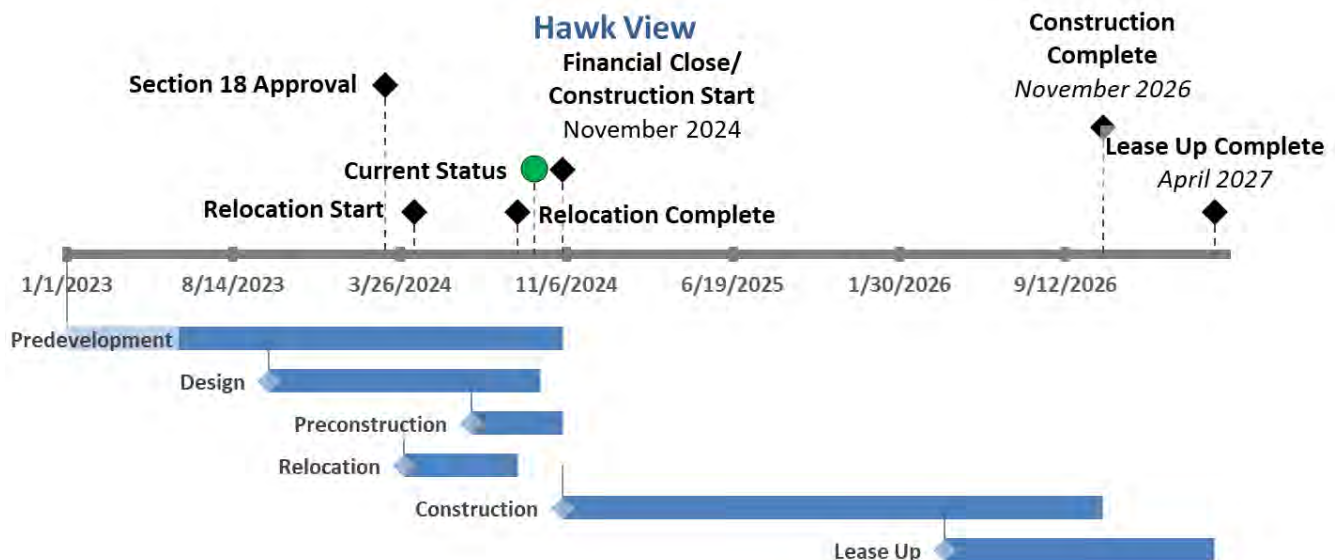 Hawk View
Construction
Complete
November 2026
Financial Close/
Construction Start
November 2024
Section 18 Approval
Lease Up Complete
April 2027
Current Status
Relocation Start
Relocation Complete
1/1/2023 8/14/2023 3/26/2024 11/6/2024 6/19/2025 1/30/2026 9/12/2026
Predevelopment
Design
Preconstruction
Relocation
Construction
Lease Up